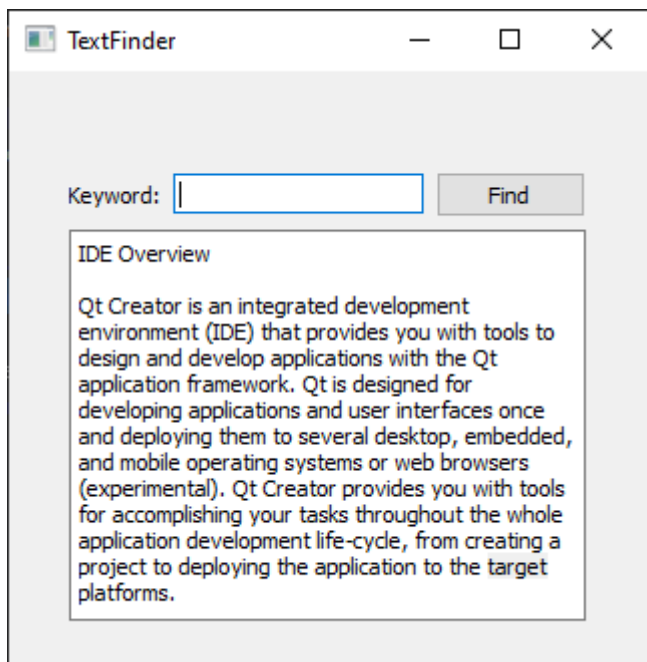 TextFinder
Keyword:
Find
IDE Overview
Qt Creator is an integrated development
environment (IDE) that provides you with tools to
design and develop applications with the Qt
application framework. Qt is designed for
developing applications and user interfaces once
and deploying them to several desktop, embedded,
and mobile operating systems or web browsers
(experimental). Qt Creator provides you with tools
for accomplishing your tasks throughout the whole
application development life-cycle, from creating a
project to deploying the application to the target
platforms.